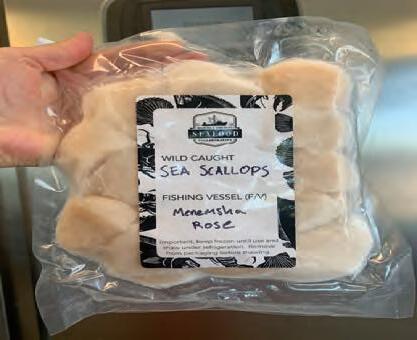 SEAFOOD
WILD CAUGHT
SEA SCALLOPS
FISHING VESSEL (F/V)
Menemsha
Rose
Important, keep frozen until use and
thaw under refrigeration. Remove
from packaging before thawing.